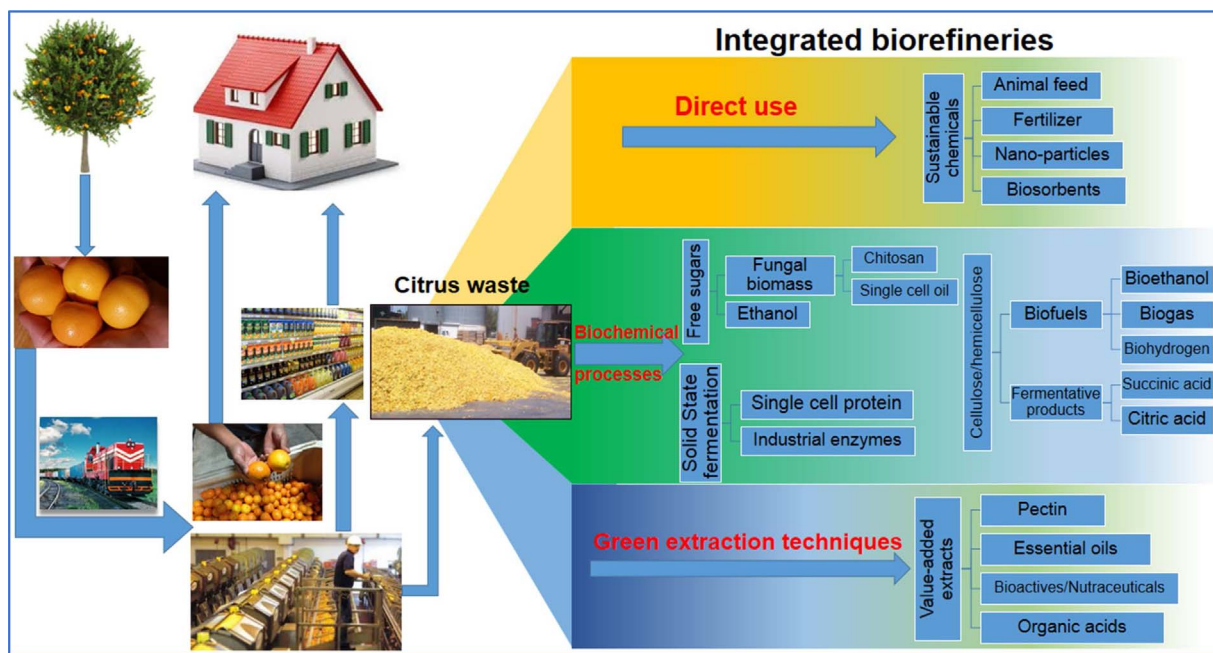 Integrated biorefineries
Direct use
Sustainable
chemicals
Animal feed
Fertilizer
Nano-particles
Biosorbents
Citrus waste
Biochemical
processes
Free sugars
Fungal
biomass
Ethanol
Chitosan
Single cell oil
Solid State
fermentation
Single cell protein
Industrial enzymes
Cellulose/hemicellulose
Biofuels
Bioethanol
Biogas
Biohydrogen
Fermentative
products
Succinic acid
Citric acid
Green extraction techniques
Value-added
extracts
Pectin
Essential oils
Bioactives/Nutraceuticals
Organic acids